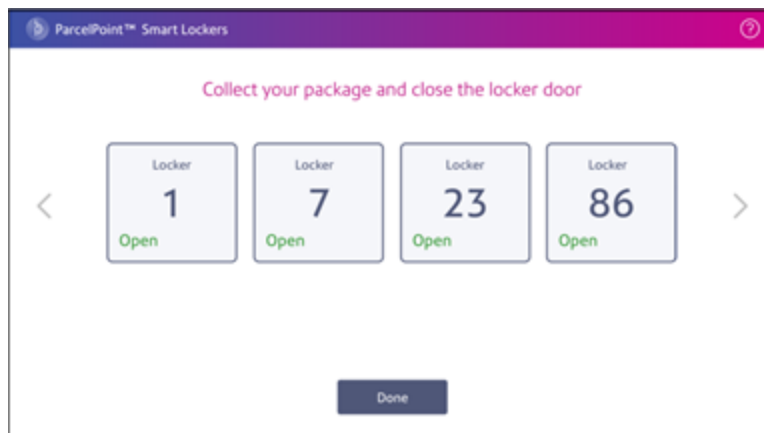 ParcelPoint™ Smart Lockers ?
Collect your package and close the locker door
Locker Locker Locker Locker
1 7 23 86
Open Open Open Open
Done